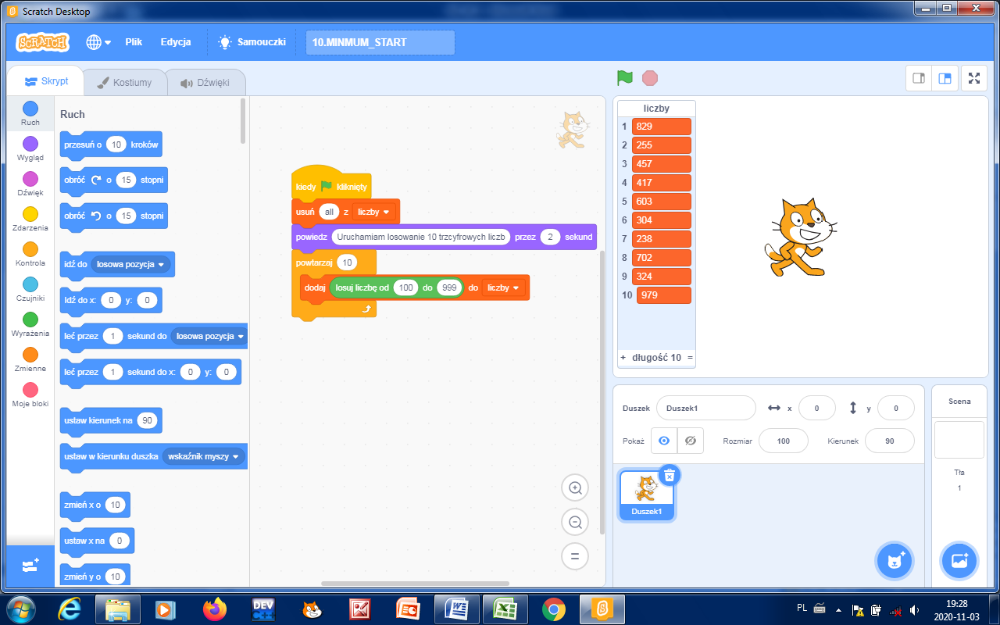 Scratch Desktop
SCRATCH
Plik Edycja Samouczki 10.MINMUM_START
Skrypt Kostiumy Dźwięki
Ruch
Wygląd
Dźwięk
Zdarzenia
Kontrola
Czujniki
Wyrażenia
Zmienne
Moje bloki
Ruch
przesuń o 10 kroków
obróć o 15 stopni
obróć o 15 stopni
idź do losowa pozycja
Idź do x: 0 y: 0
leć przez 1 sekund do losowa pozycja
leć przez 1 sekund do x: 0 y: 0
ustaw kierunek na 90
ustaw w kierunku duszka wskaźnik myszy
zmień x o 10
ustaw x na 0
zmień y o 10
kiedy kliknięty
usuń all z liczby
powiedz Uruchamiam losowanie 10 trzcyfrowych liczb przez 2 sekund
powtarzaj 10
dodaj losuj liczbę od 100 do 999 do liczby
liczby
1 829
2 255
3 457
4 417
5 603
6 304
7 238
8 702
9 324
10 979
+ długość 10 =
Duszek Duszek1 x 0 y 0
Pokaż Rozmiar 100 Kierunek 90
Duszek1
Scena
Tła
1
DEV
C++
PL
19:28
2020-11-03